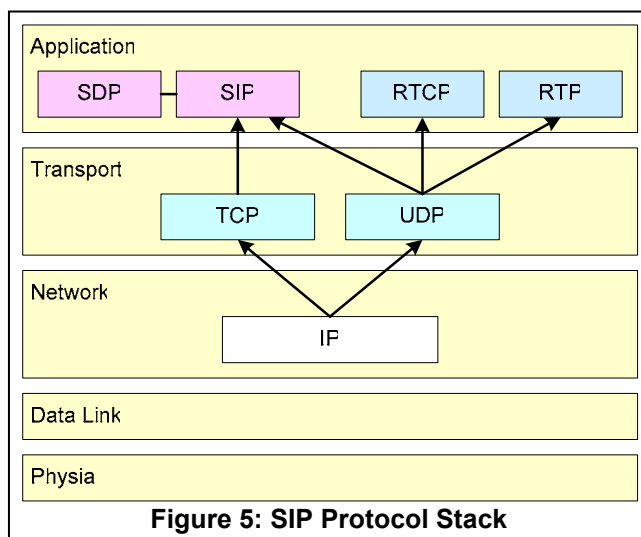 Application
SDP SIP RTCP RTP
Transport
TCP UDP
Network
IP
Data Link
Physia
Figure 5: SIP Protocol Stack